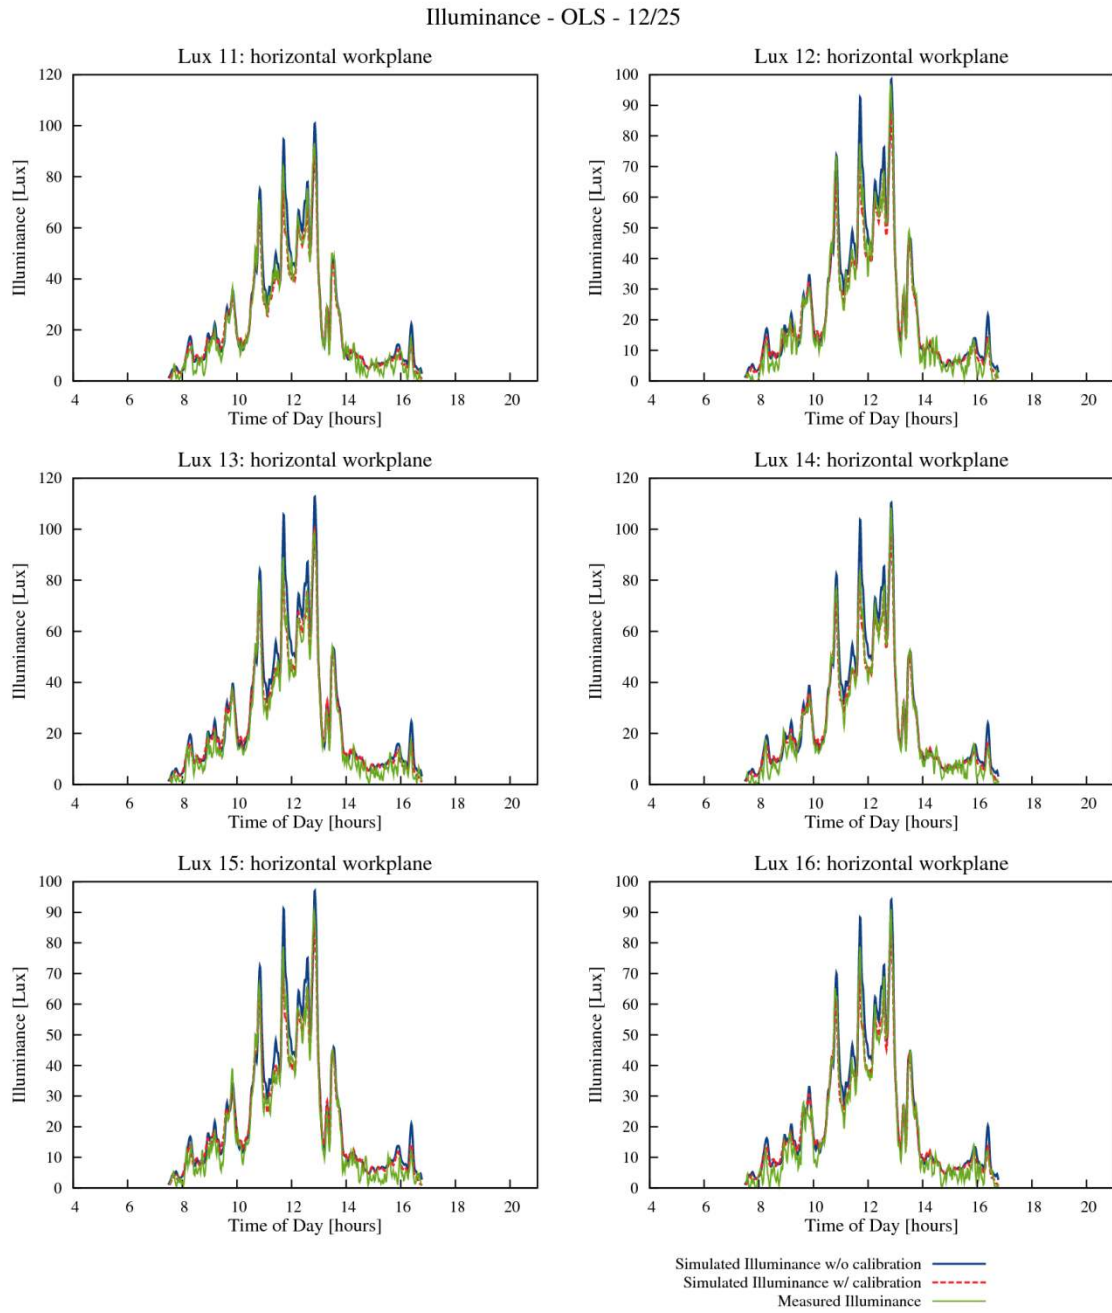 Illuminance - OLS - 12/25
Lux 11: horizontal workplane
120
100
80
60
40
20
0
Illuminance [Lux]
4 6 8 10 12 14 16 18 20
Time of Day [hours]
Lux 12: horizontal workplane
100
90
80
70
60
50
40
30
20
10
0
Illuminance [Lux]
4 6 8 10 12 14 16 18 20
Time of Day [hours]
Lux 13: horizontal workplane
120
100
80
60
40
20
0
Illuminance [Lux]
4 6 8 10 12 14 16 18 20
Time of Day [hours]
Lux 14: horizontal workplane
120
100
80
60
40
20
0
Illuminance [Lux]
4 6 8 10 12 14 16 18 20
Time of Day [hours]
Lux 15: horizontal workplane
100
90
80
70
60
50
40
30
20
10
0
Illuminance [Lux]
4 6 8 10 12 14 16 18 20
Time of Day [hours]
Lux 16: horizontal workplane
100
90
80
70
60
50
40
30
20
10
0
Illuminance [Lux]
4 6 8 10 12 14 16 18 20
Time of Day [hours]
Simulated Illuminance w/o calibration
Simulated Illuminance w/ calibration
Measured Illuminance